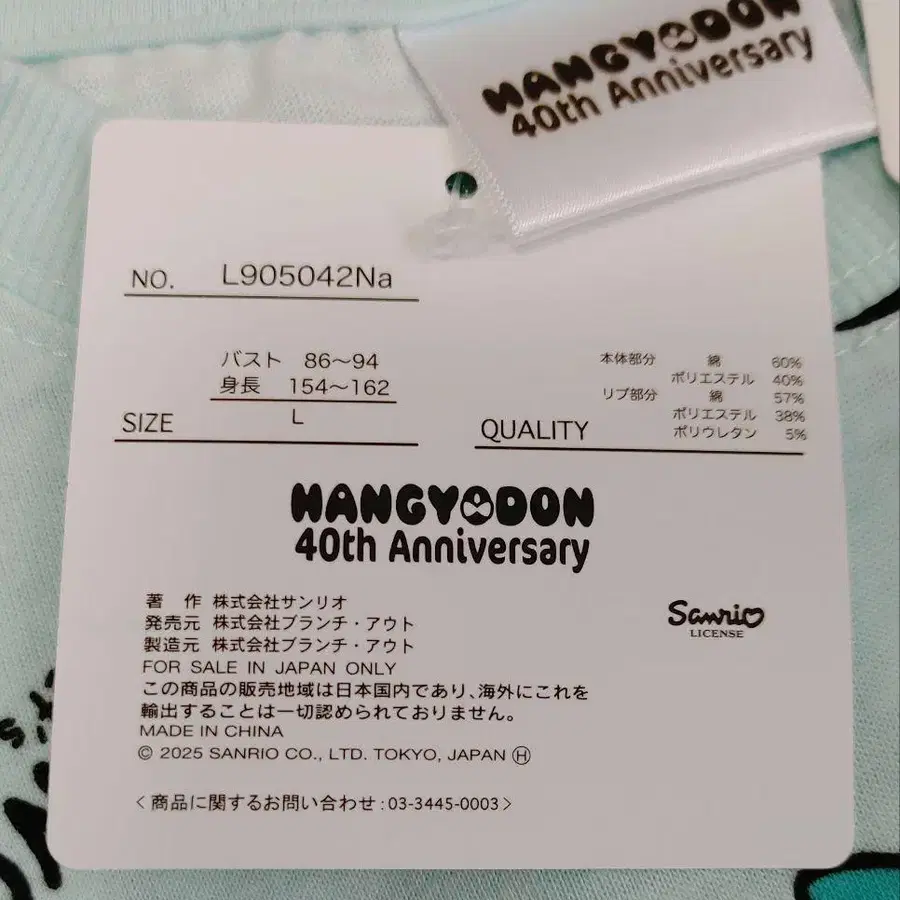 HANGYODON
40th Anniversary
NO. L905042Na
バスト 86～94
身長 154～162
SIZE L
本体部分 綿 60%
ポリエステル 40%
リブ部分 綿 57%
ポリエステル 38%
ポリウレタン 5%
QUALITY
HANGYODON
40th Anniversary
著 作 株式会社サンリオ
発売元 株式会社ブランチ・アウト
製造元 株式会社ブランチ・アウト
FOR SALE IN JAPAN ONLY
この商品の販売地域は日本国内であり、海外にこれを
輸出することは一切認められておりません。
MADE IN CHINA
© 2025 SANRIO CO., LTD. TOKYO, JAPAN Ⓗ
<商品に関するお問い合わせ:03-3445-0003>
Sanrio
LICENSE